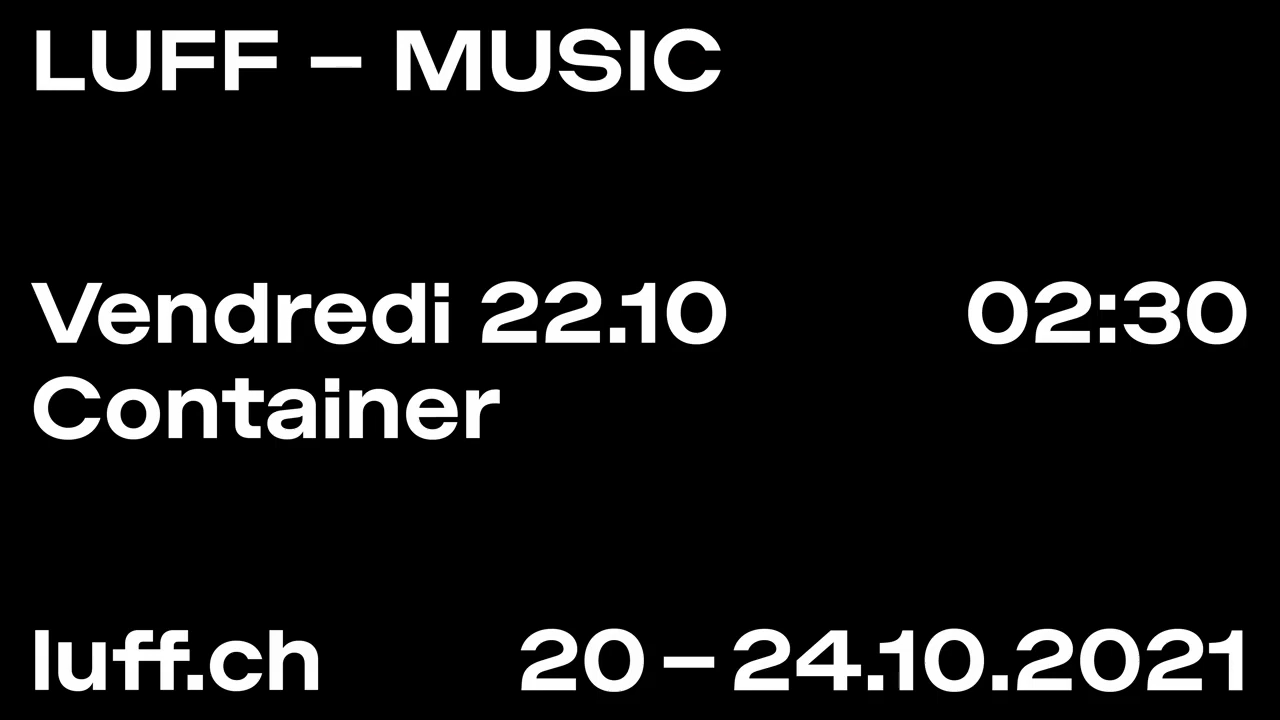 LUFF – MUSIC
Vendredi 22.10 02:30
Container
luff.ch 20 – 24.10.2021